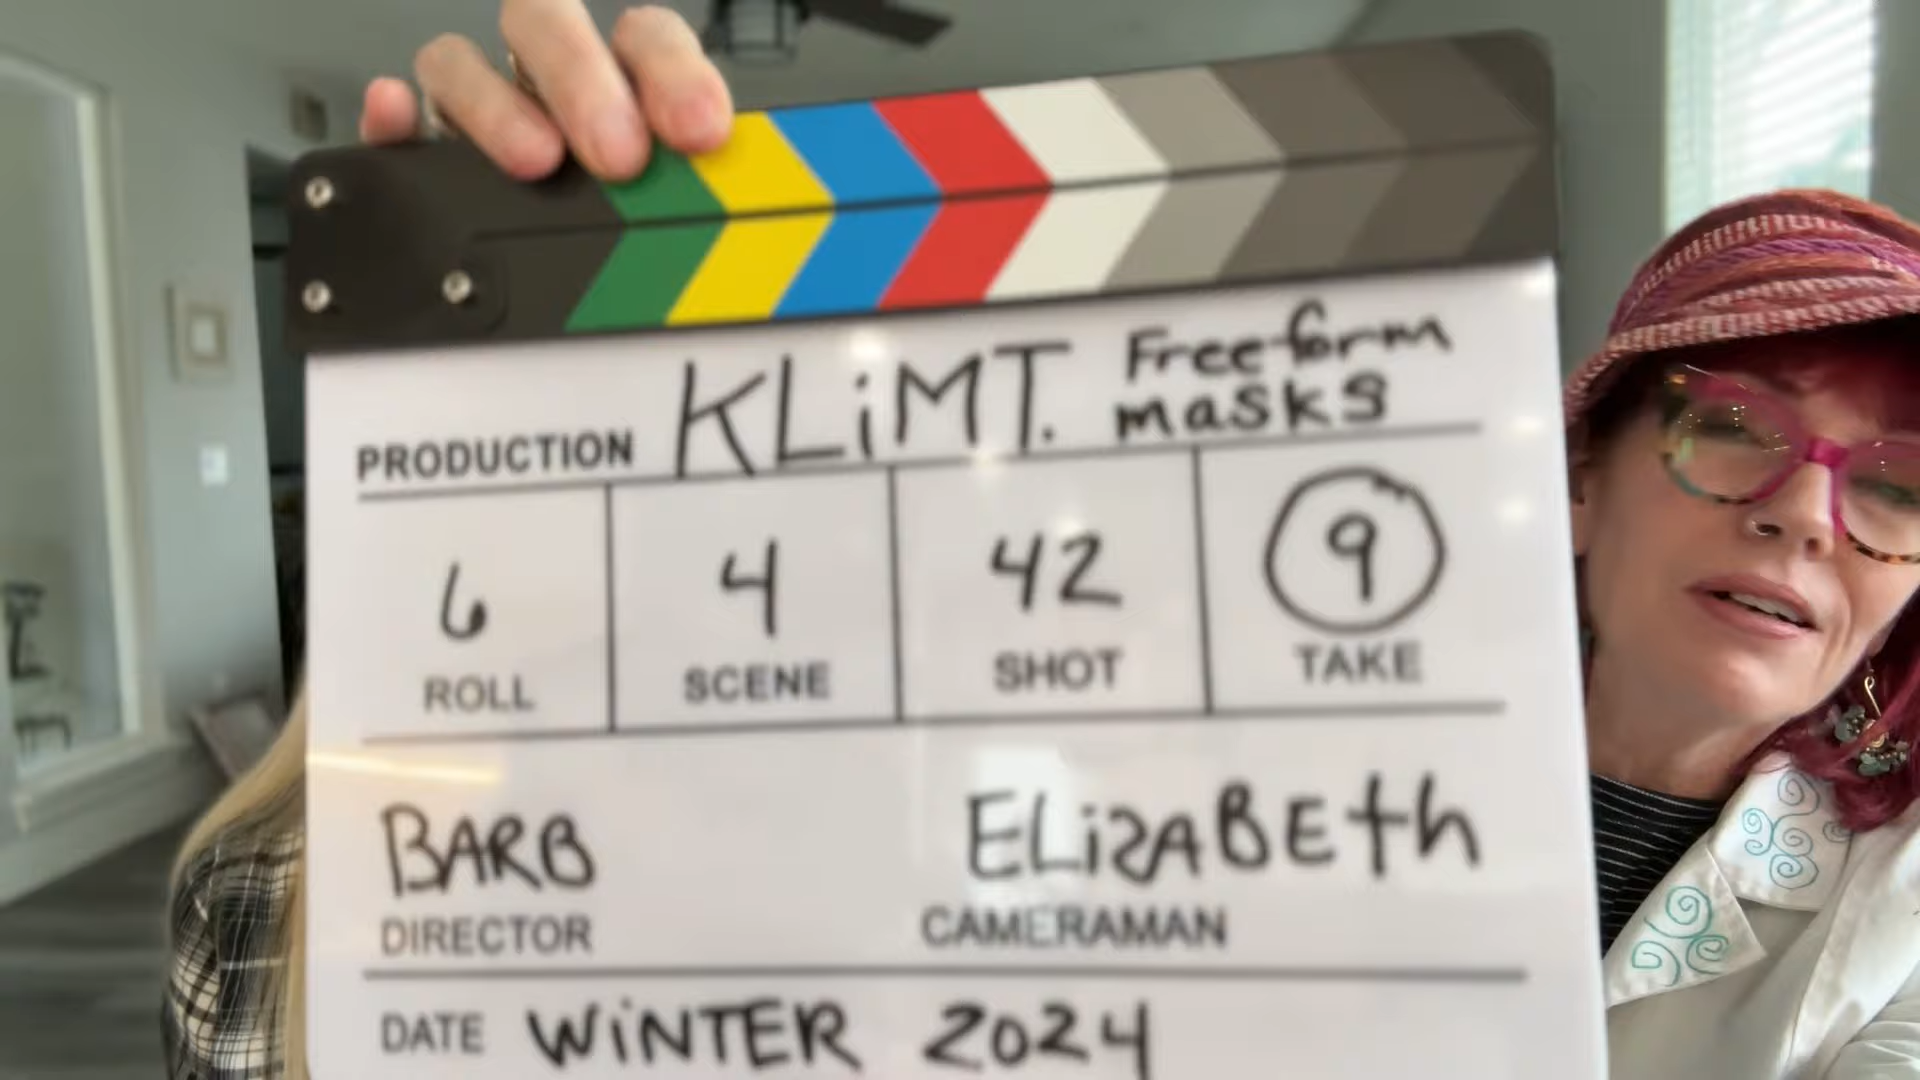 PRODUCTION KLiMT. Freeform masks
6 4 42 9
ROLL SCENE SHOT TAKE
BARB ELiZABEth
DIRECTOR CAMERAMAN
DATE WiNTER 2024